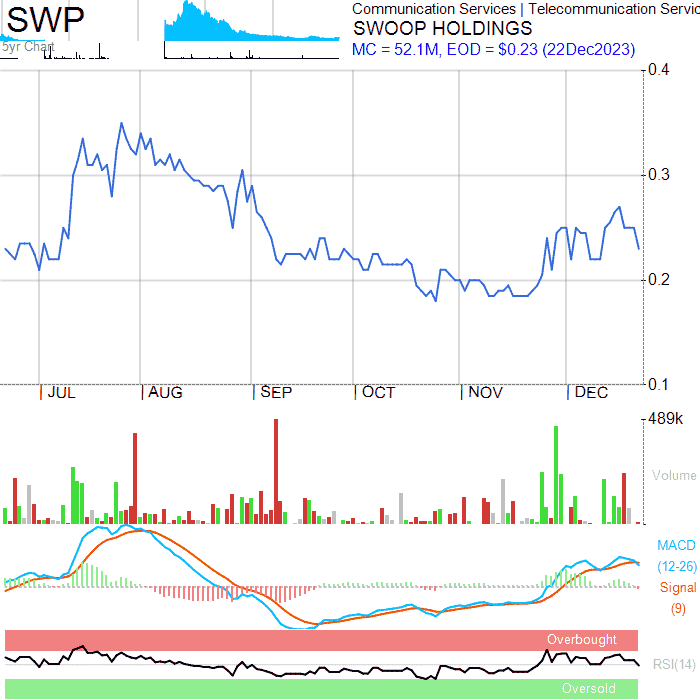 SWP
5yr Chart
Communication Services | Telecommunication Servic
SWOOP HOLDINGS
MC = 52.1M, EOD = $0.23 (22Dec2023)
0.4
0.3
0.2
0.1
JUL
AUG
SEP
OCT
NOV
DEC
489k
Volume
MACD
(12-26)
Signal
(9)
Overbought
RSI(14)
Oversold